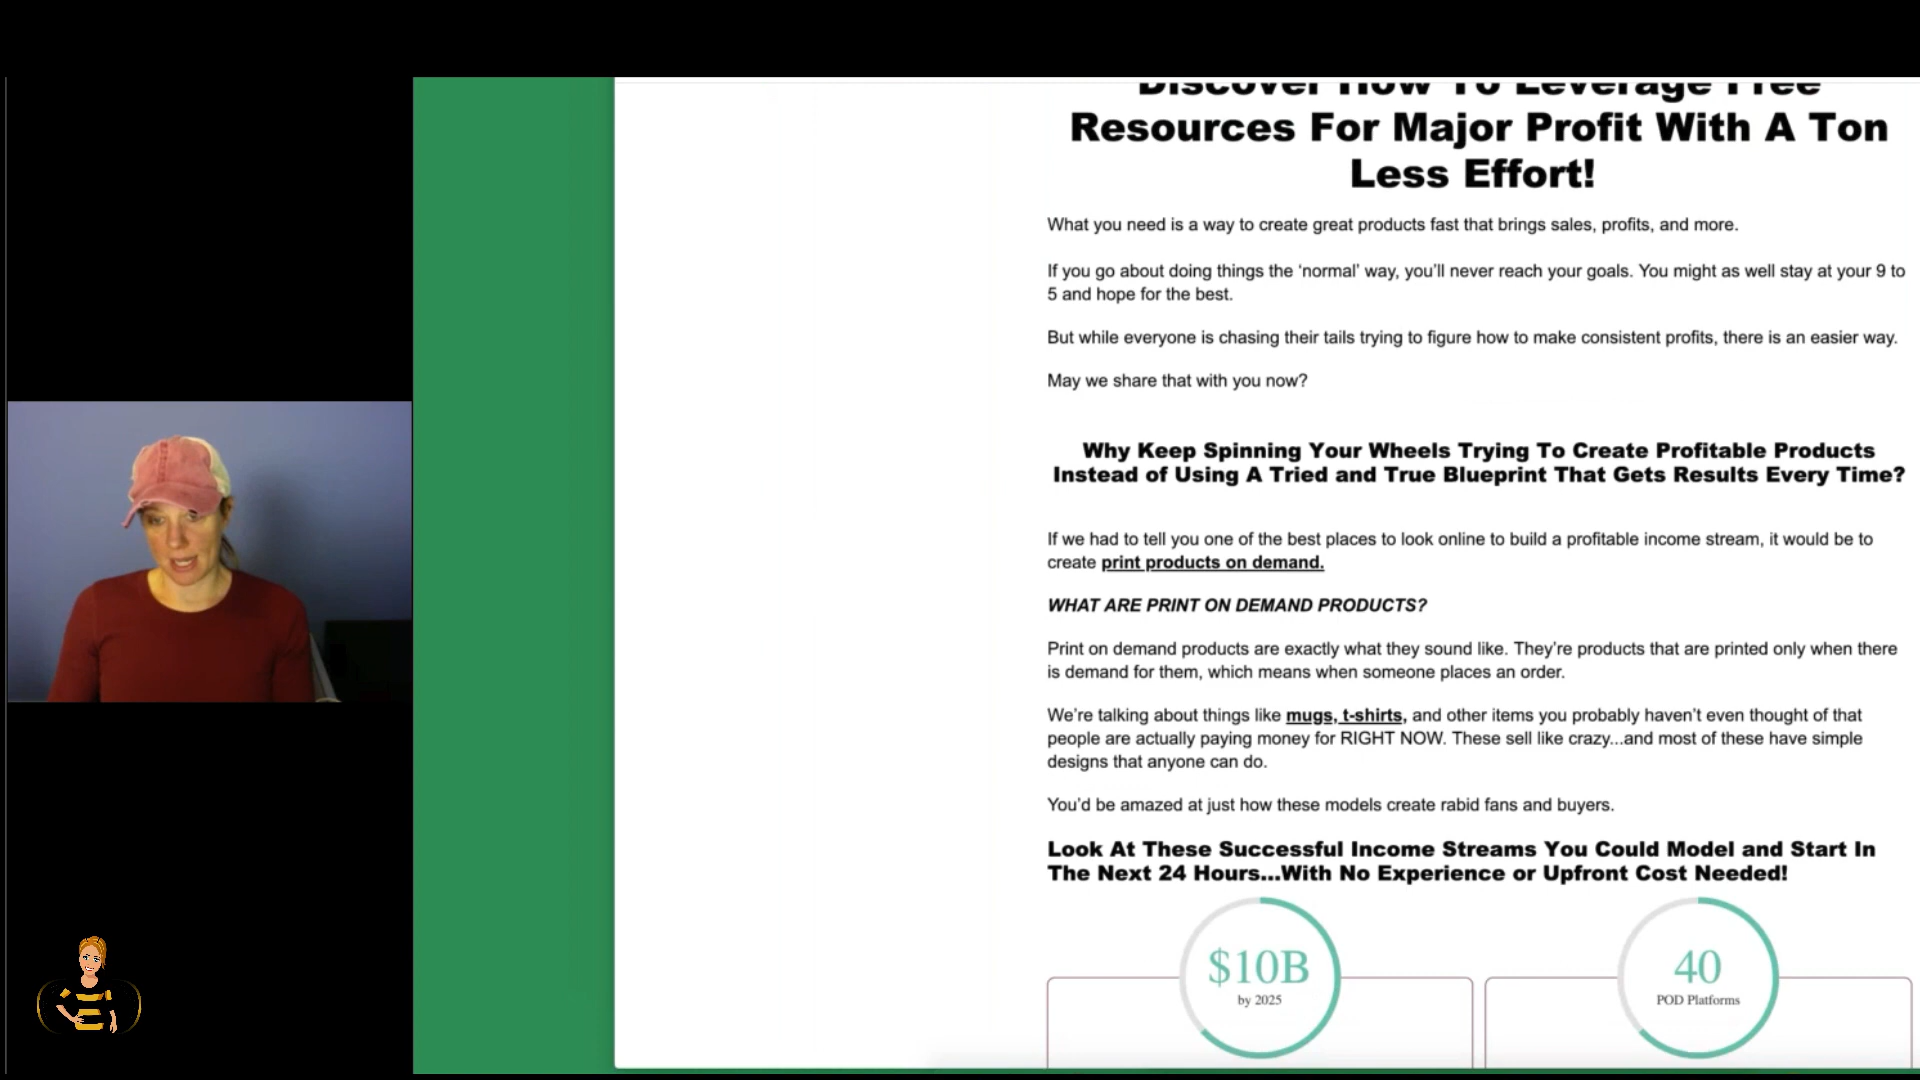 Discover How To Leverage Free
Resources For Major Profit With A Ton
Less Effort!
What you need is a way to create great products fast that brings sales, profits, and more.
If you go about doing things the ‘normal’ way, you’ll never reach your goals. You might as well stay at your 9 to
5 and hope for the best.
But while everyone is chasing their tails trying to figure how to make consistent profits, there is an easier way.
May we share that with you now?
Why Keep Spinning Your Wheels Trying To Create Profitable Products
Instead of Using A Tried and True Blueprint That Gets Results Every Time?
If we had to tell you one of the best places to look online to build a profitable income stream, it would be to
create print products on demand.
WHAT ARE PRINT ON DEMAND PRODUCTS?
Print on demand products are exactly what they sound like. They’re products that are printed only when there
is demand for them, which means when someone places an order.
We’re talking about things like mugs, t-shirts, and other items you probably haven’t even thought of that
people are actually paying money for RIGHT NOW. These sell like crazy...and most of these have simple
designs that anyone can do.
You’d be amazed at just how these models create rabid fans and buyers.
Look At These Successful Income Streams You Could Model and Start In
The Next 24 Hours...With No Experience or Upfront Cost Needed!
$10B
by 2025
40
POD Platforms